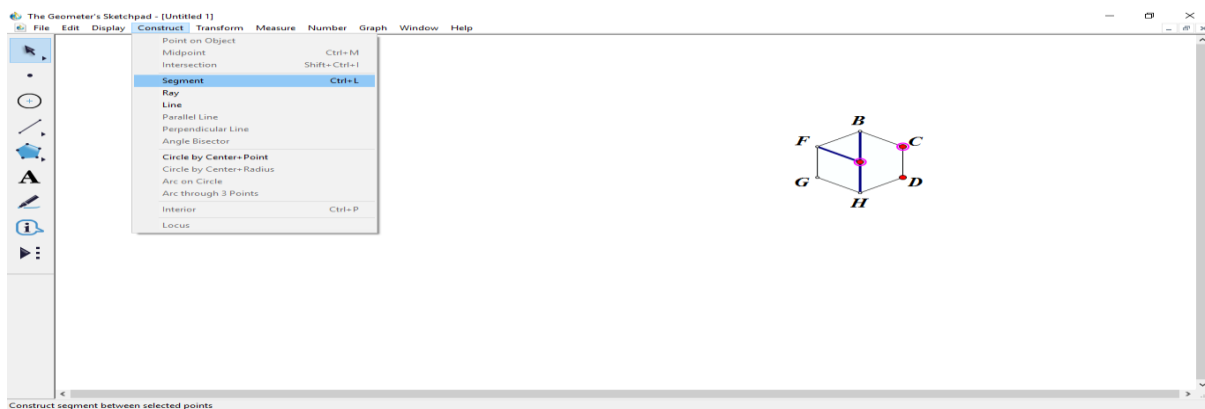 The Geometer's Sketchpad - [Untitled 1]
File Edit Display Construct Transform Measure Number Graph Window Help
Point on Object
Midpoint Ctrl+M
Intersection Shift+Ctrl+I
Segment Ctrl+L
Ray
Line
Parallel Line
Perpendicular Line
Angle Bisector
Circle by Center+Point
Circle by Center+Radius
Arc on Circle
Arc through 3 Points
Interior Ctrl+P
Locus
A
B
F C
G D
H
Construct segment between selected points